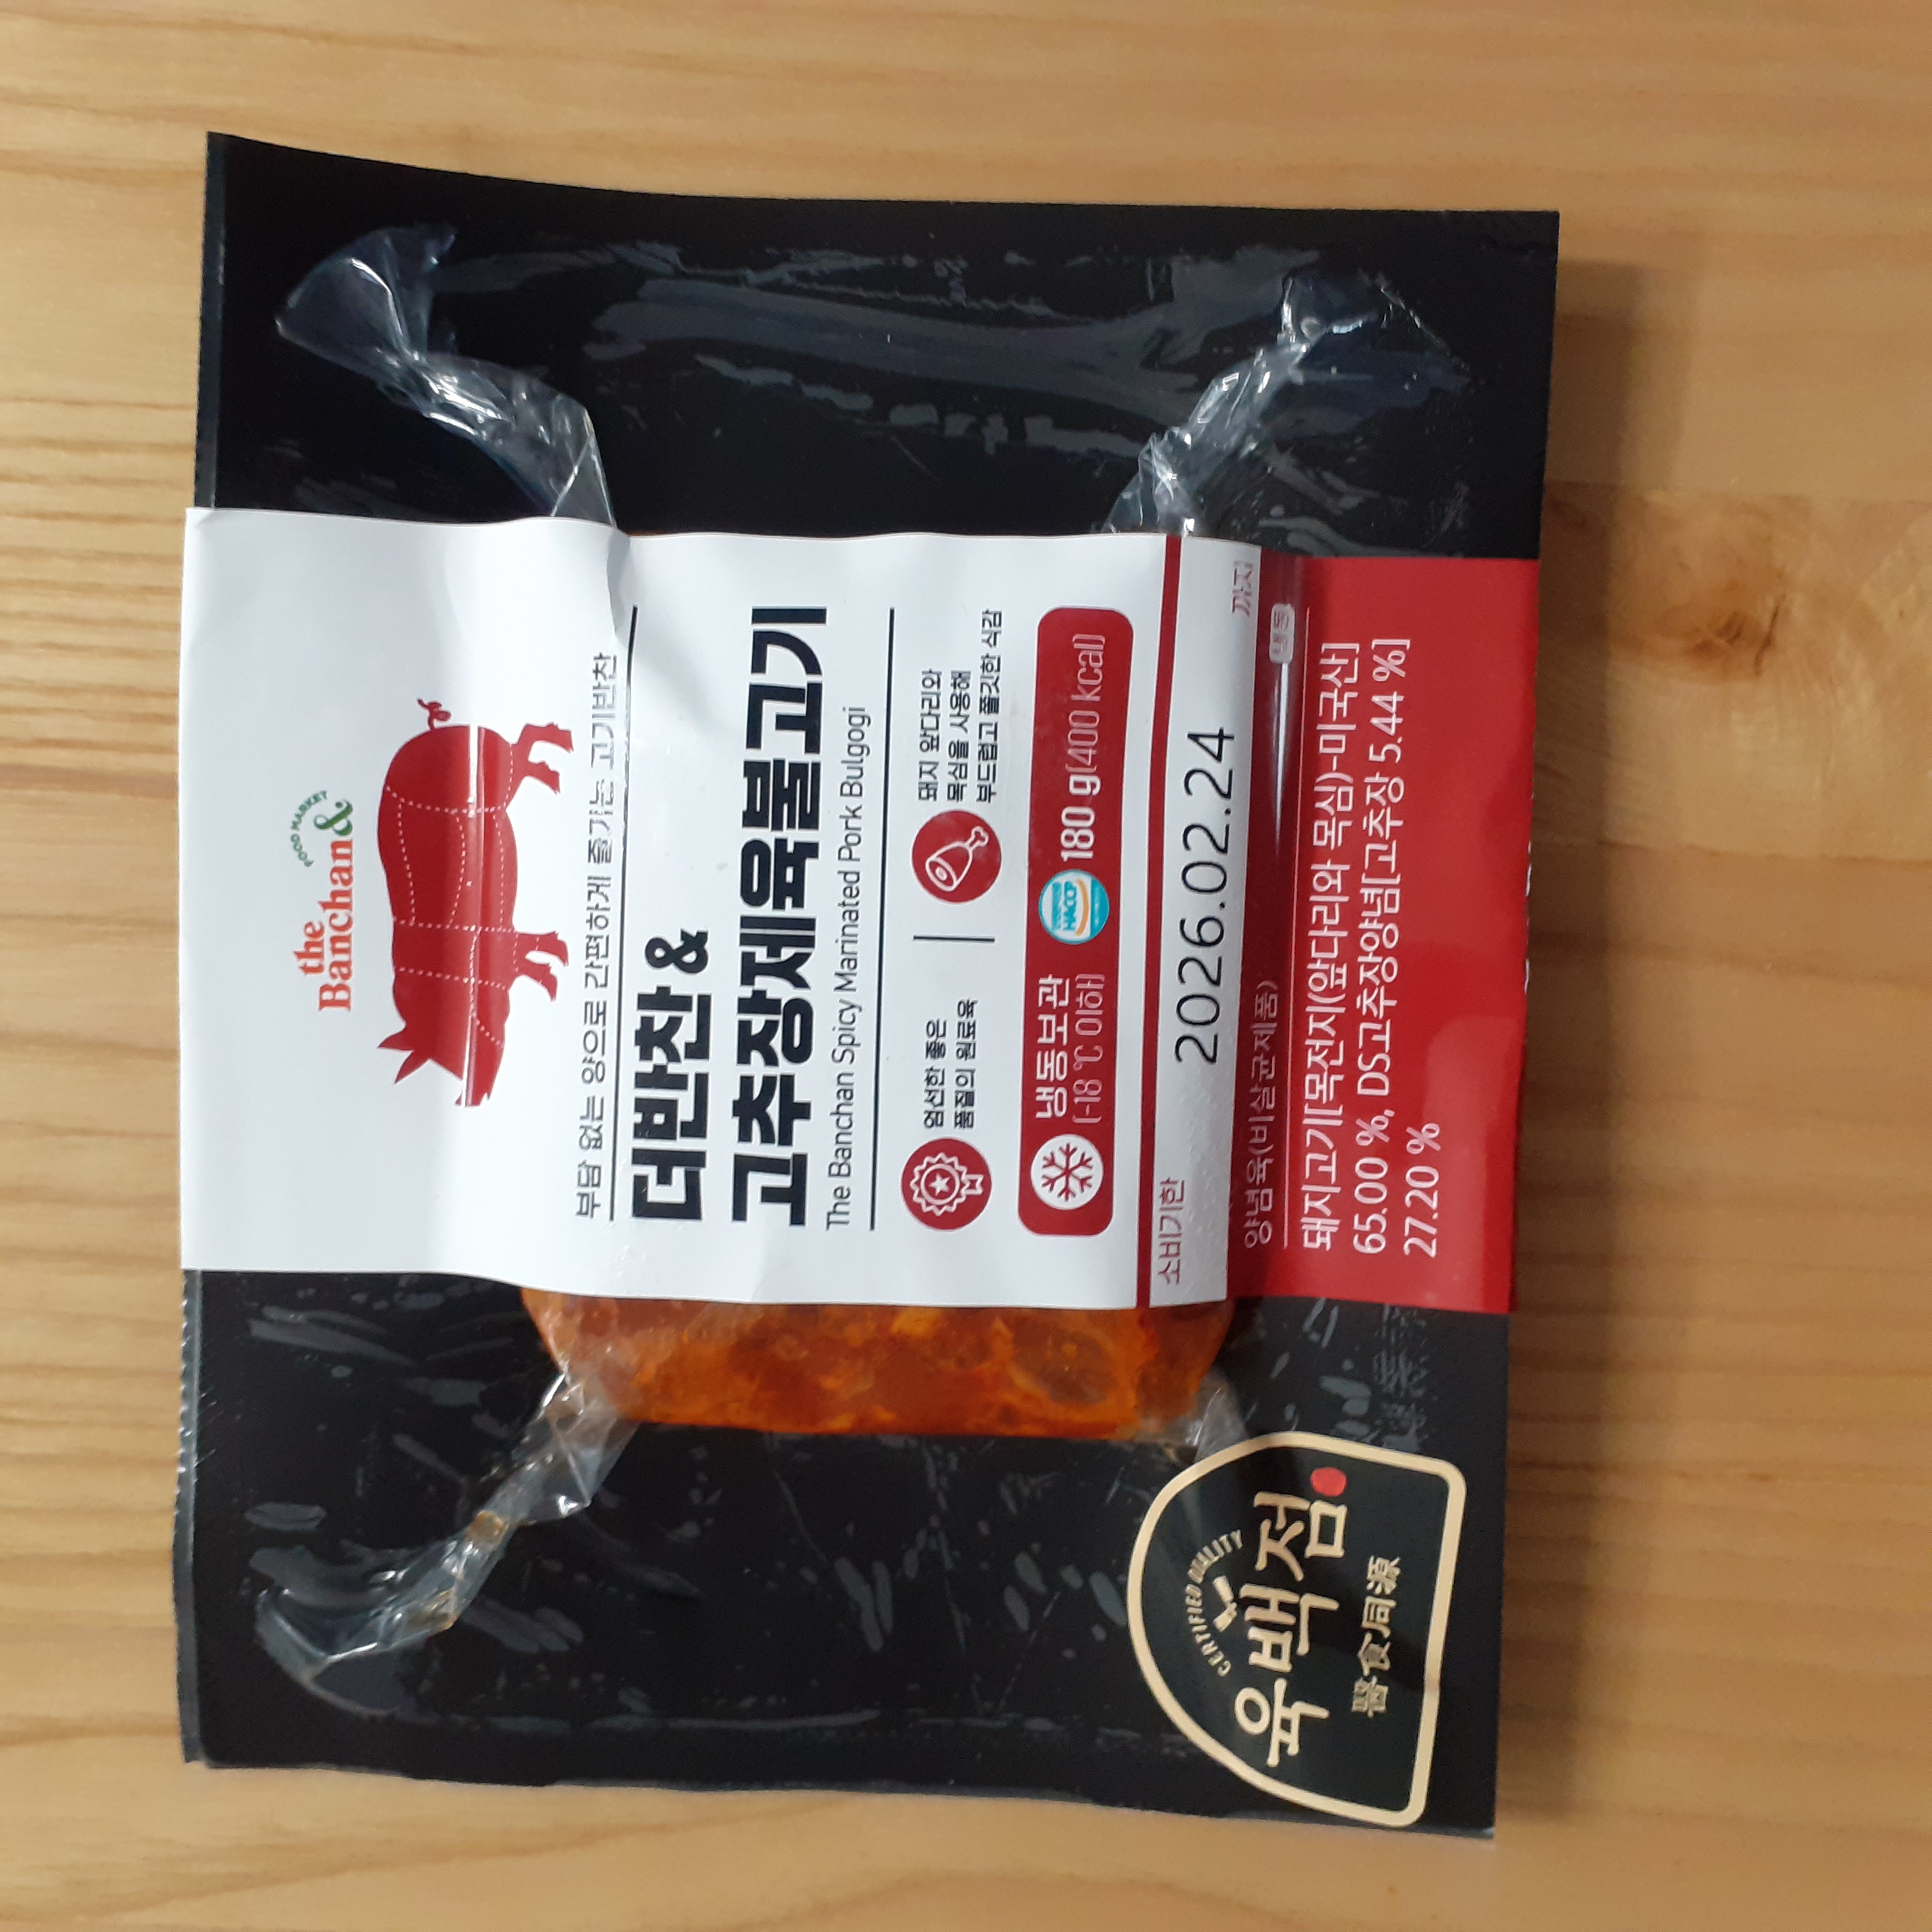 FOOD MARKET
the
Banchan&
부담 없는 양으로 간편하게 즐기는 고기반찬
더반찬 &
고추장제육불고기
The Banchan Spicy Marinated Pork Bulgogi
엄선한 좋은
품질의 원료육
돼지 앞다리와
목심을 사용해
부드럽고 쫄깃한 식감
냉동보관
(-18 ℃ 이하)
HACCP
180 g(400 kcal)
소비기한
2026.02.24
까지
양념육(비살균제품)
냉동
돼지고기[목전지(앞다리와 목심)-미국산]
65.00 %, DS고추장양념[고추장 5.44 %]
27.20 %
CERTIFIED QUALITY
육백점
醫食同源